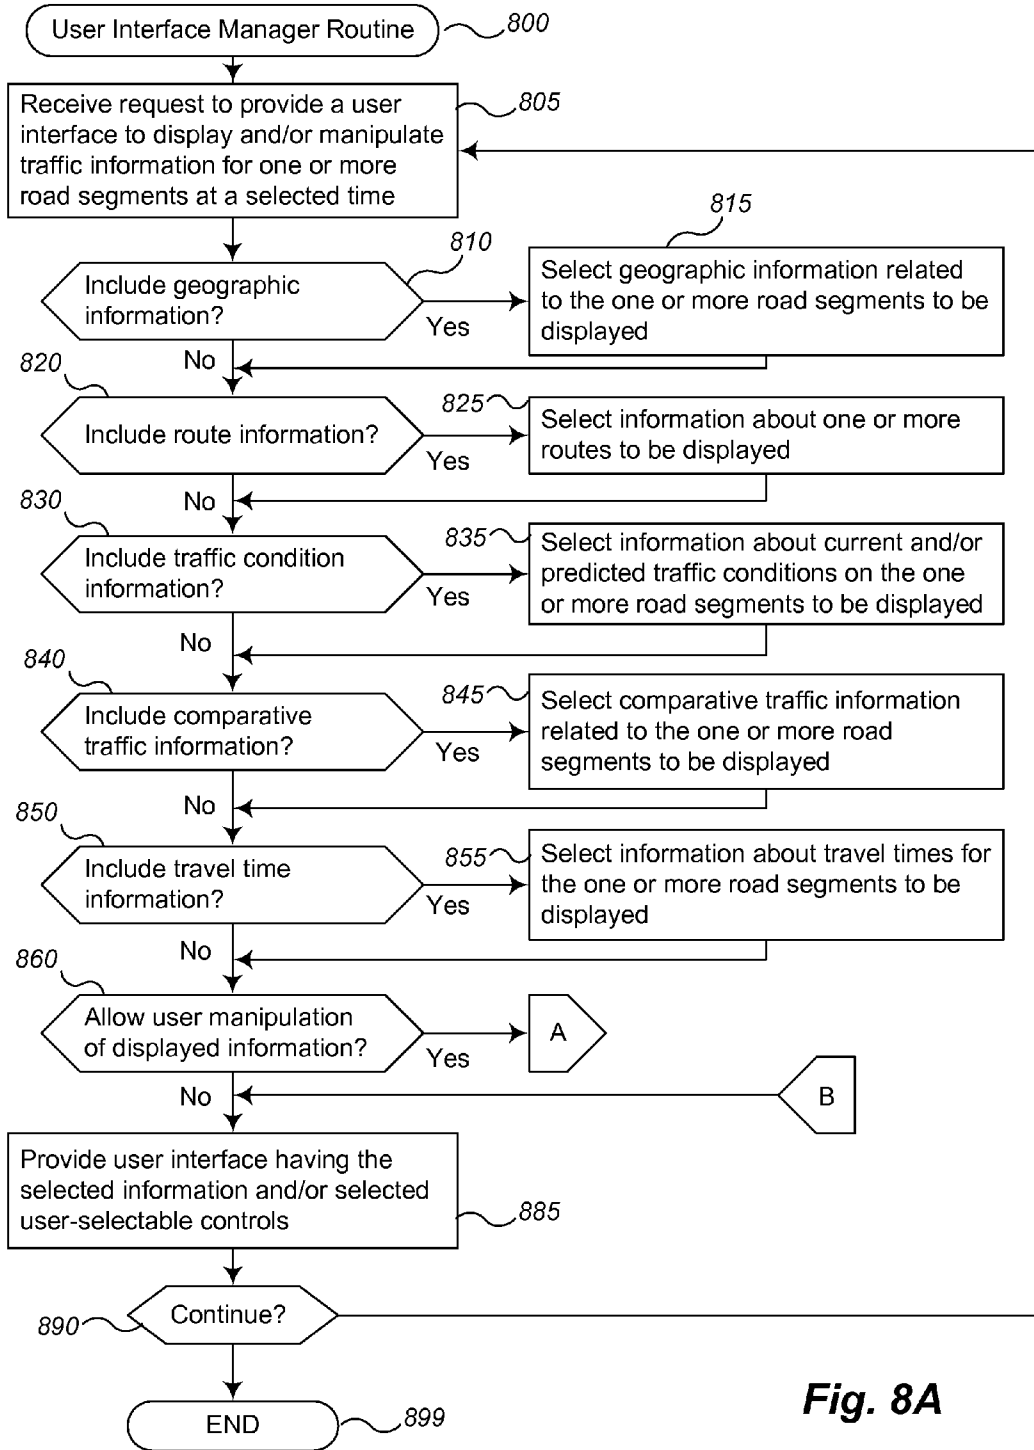 User Interface Manager Routine
800
Receive request to provide a user
interface to display and/or manipulate
traffic information for one or more
road segments at a selected time
805
810
Include geographic
information?
Yes
No
815
Select geographic information related
to the one or more road segments to be
displayed
820
Include route information?
Yes
No
825
Select information about one or more
routes to be displayed
830
Include traffic condition
information?
Yes
No
835
Select information about current and/or
predicted traffic conditions on the one
or more road segments to be displayed
840
Include comparative
traffic information?
Yes
No
845
Select comparative traffic information
related to the one or more road
segments to be displayed
850
Include travel time
information?
Yes
No
855
Select information about travel times for
the one or more road segments to be
displayed
860
Allow user manipulation
of displayed information?
Yes
No
A
B
Provide user interface having the
selected information and/or selected
user-selectable controls
885
Continue?
890
END
899
Fig. 8A